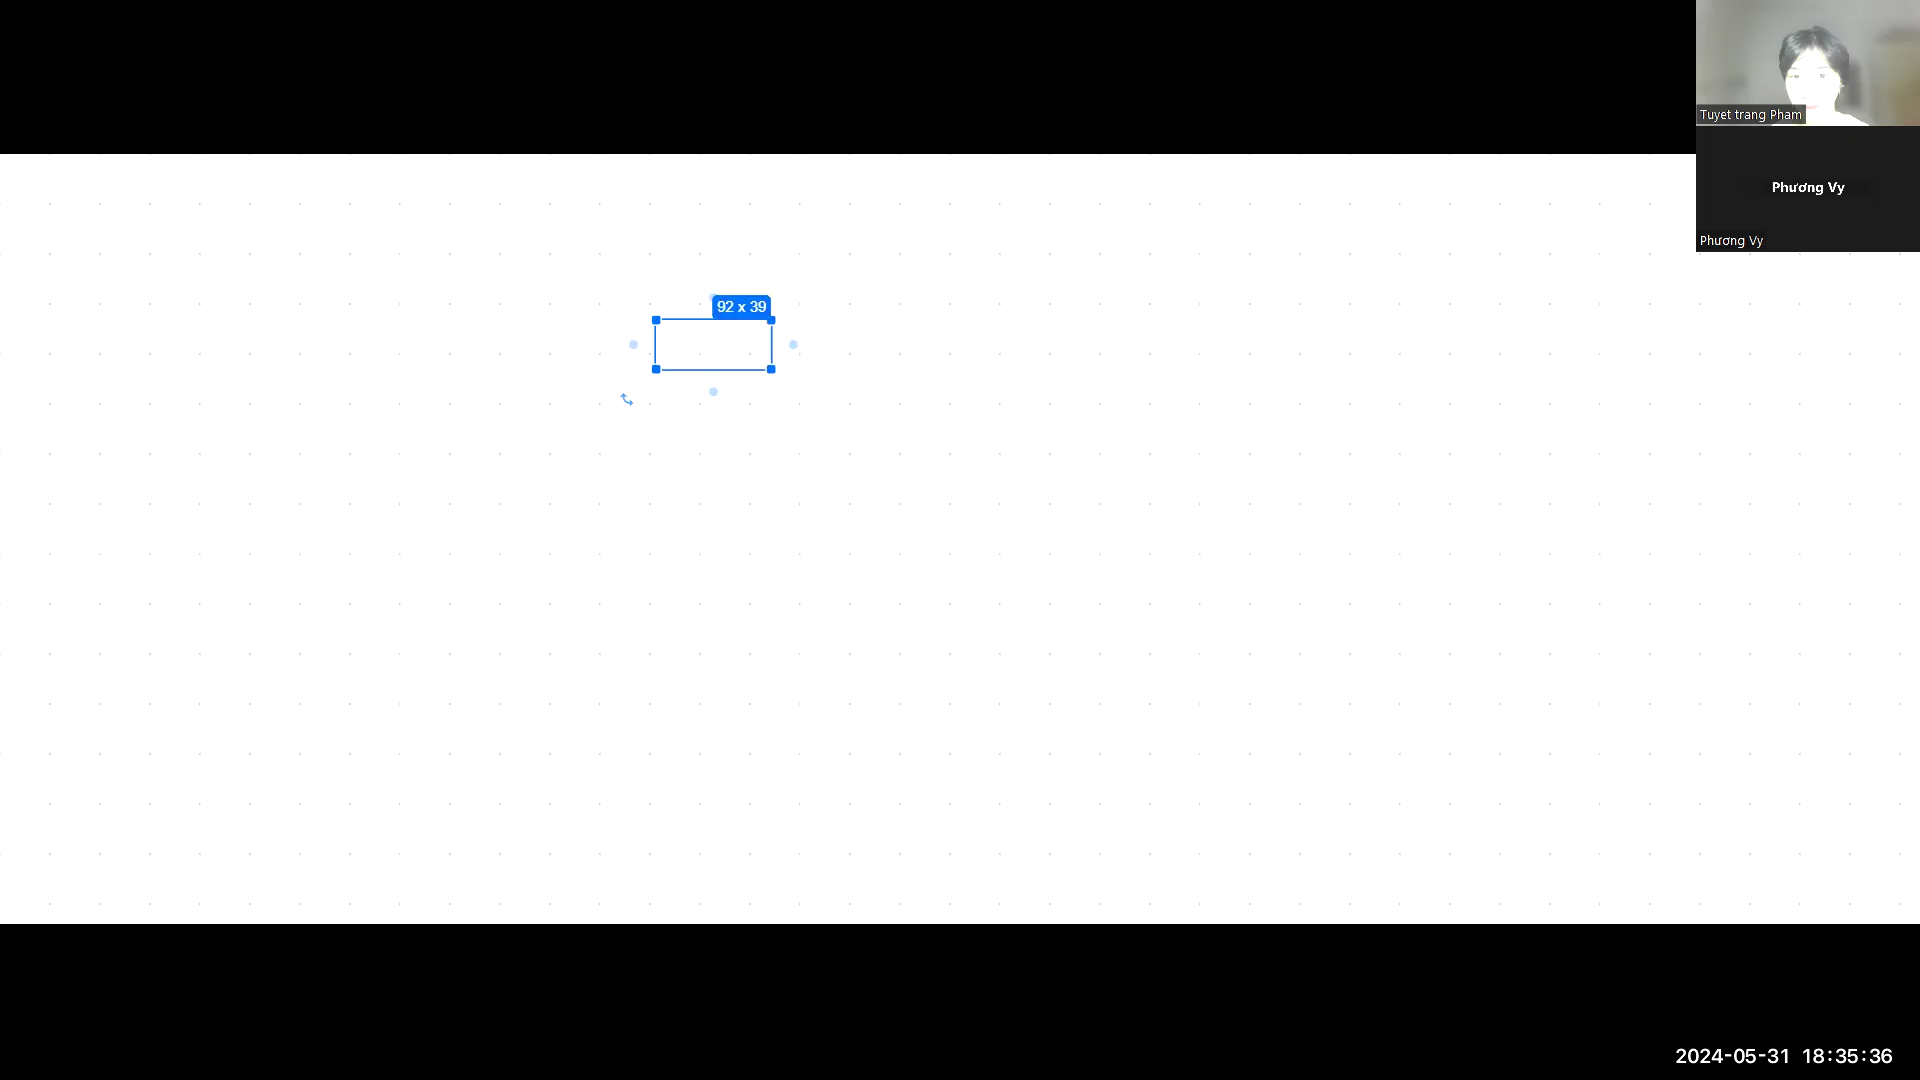 Tuyet trang Pham
Phương Vy
Phương Vy
92 x 39
2024-05-31 18:35:36